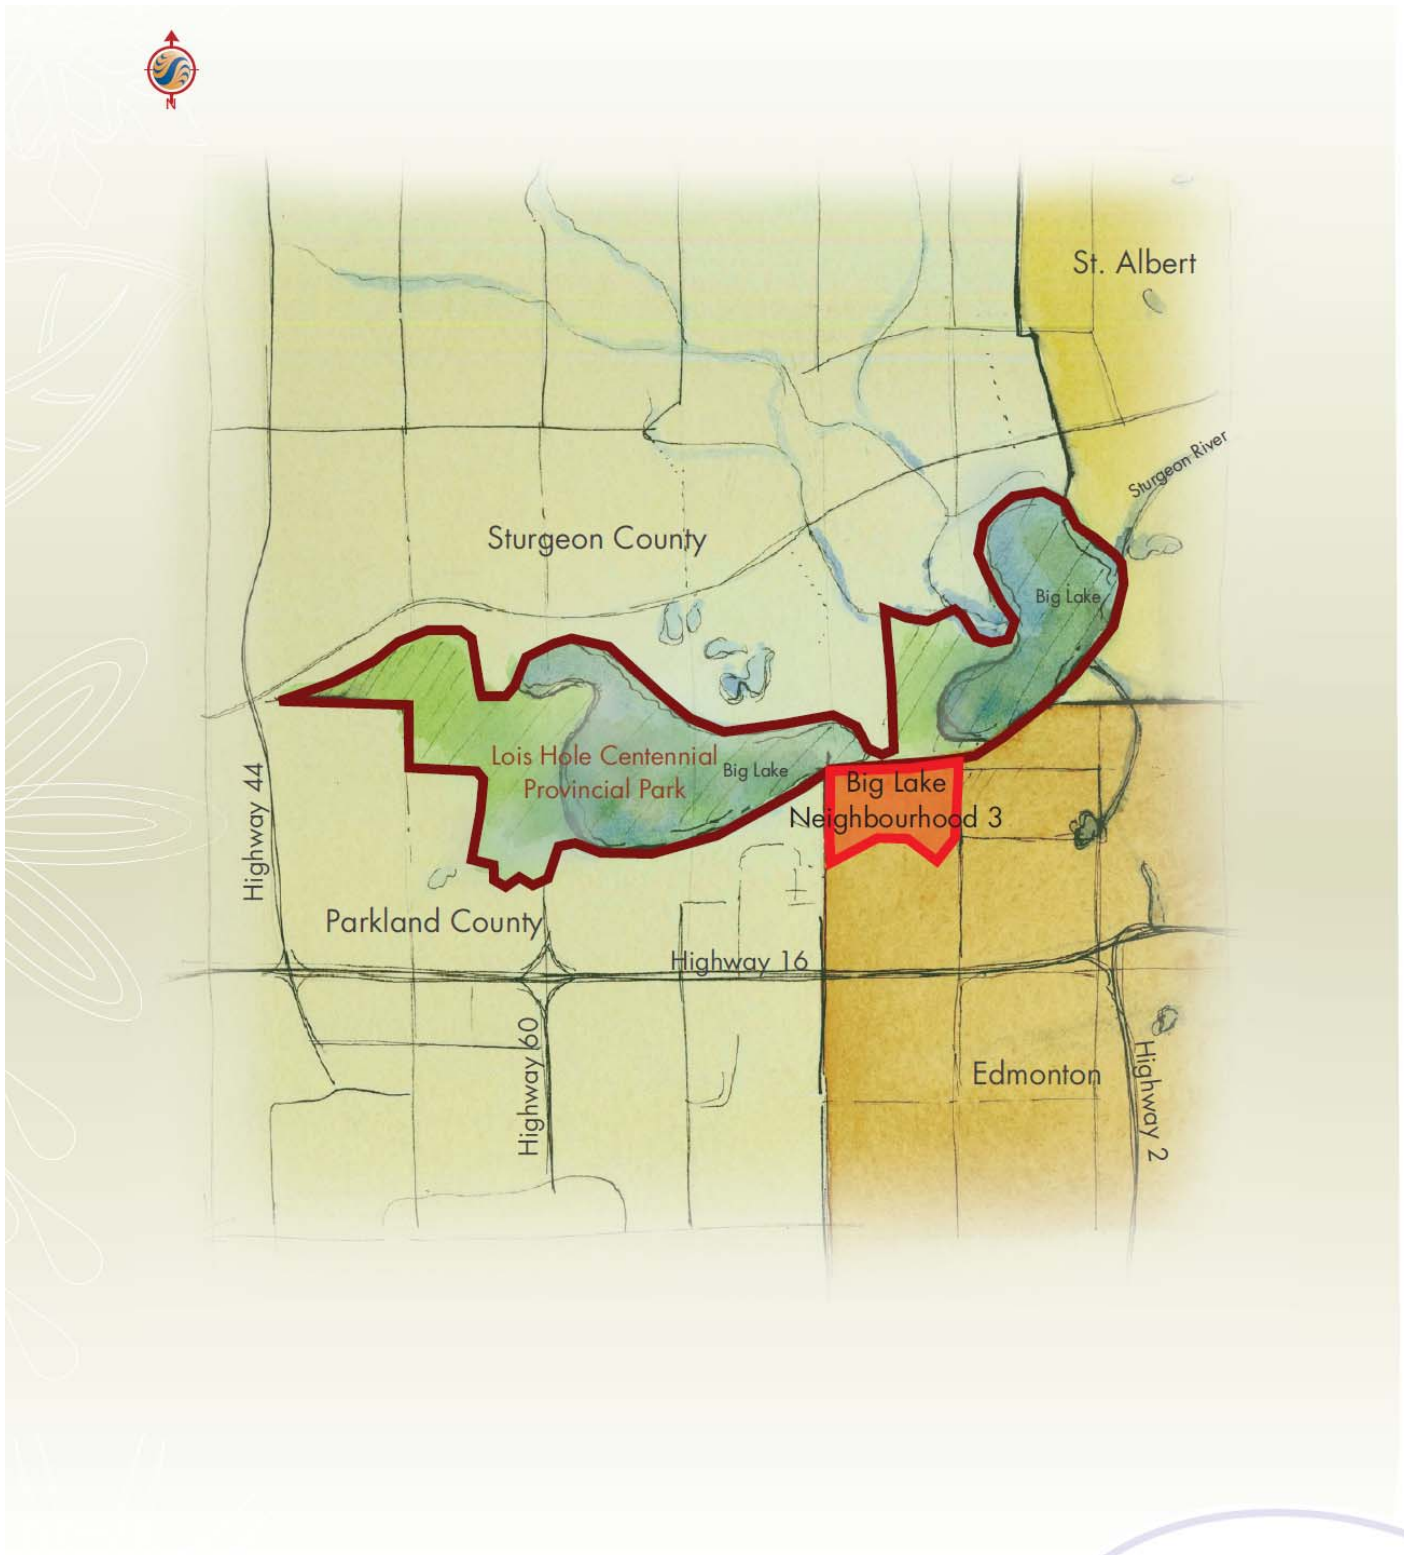 N
St. Albert
Sturgeon River
Sturgeon County
Big Lake
Lois Hole Centennial
Provincial Park
Big Lake
Big Lake
Neighbourhood 3
Highway 44
Parkland County
Highway 16
Highway 60
Edmonton
Highway 2